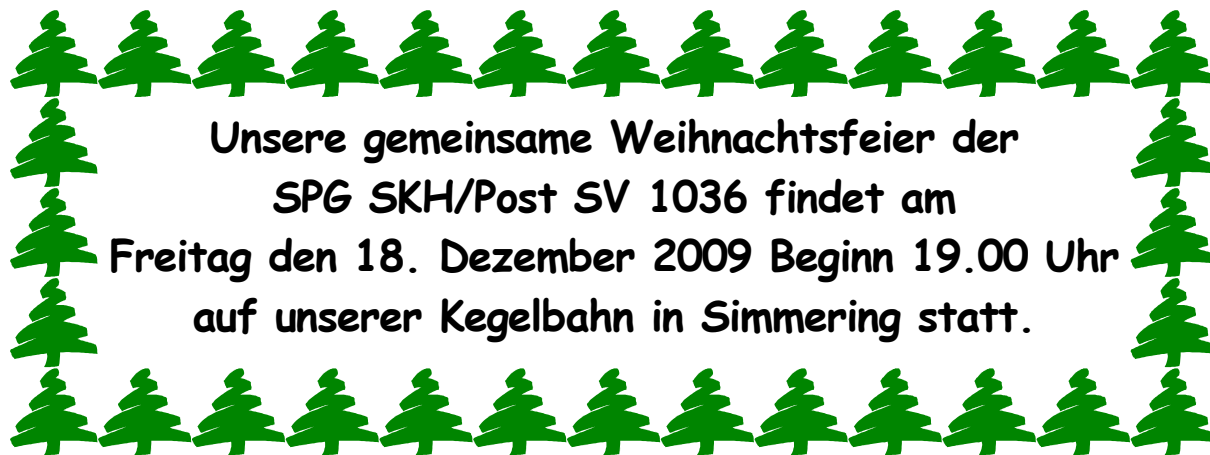 Unsere gemeinsame Weihnachtsfeier der
SPG SKH/Post SV 1036 findet am
Freitag den 18. Dezember 2009 Beginn 19.00 Uhr
auf unserer Kegelbahn in Simmering statt.